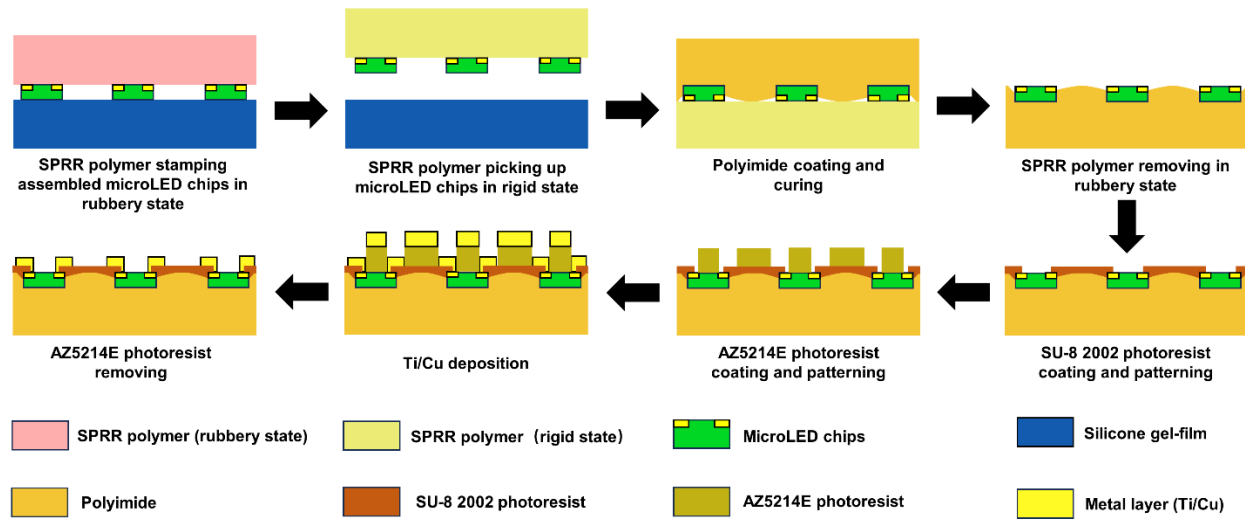 SPRR polymer stamping
assembled microLED chips in
rubbery state
SPRR polymer picking up
microLED chips in rigid state
Polyimide coating and
curing
SPRR polymer removing in
rubbery state
AZ5214E photoresist
removing
Ti/Cu deposition
AZ5214E photoresist
coating and patterning
SU-8 2002 photoresist
coating and patterning
SPRR polymer (rubbery state)
SPRR polymer (rigid state)
MicroLED chips
Silicone gel-film
Polyimide
SU-8 2002 photoresist
AZ5214E photoresist
Metal layer (Ti/Cu)